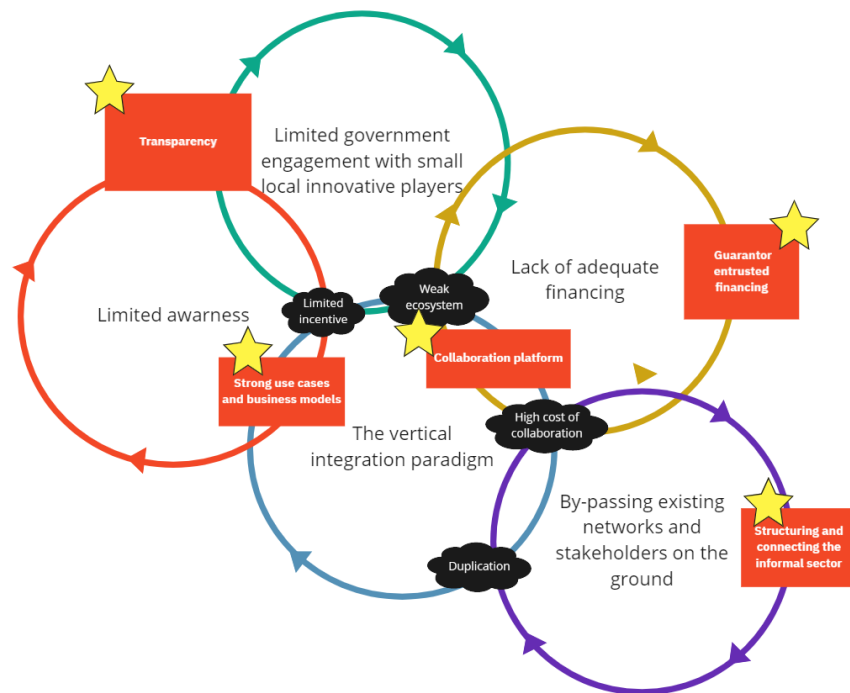 Transparency
Limited government
engagement with small
local innovative players
Lack of adequate
financing
Guarantor
entrusted
financing
Weak
ecosystem
Limited
incentive
Limited awarness
Collaboration platform
Strong use cases
and business models
High cost of
collaboration
The vertical
integration paradigm
By-passing existing
networks and
stakeholders on the
ground
Structuring and
connecting the
informal sector
Duplication